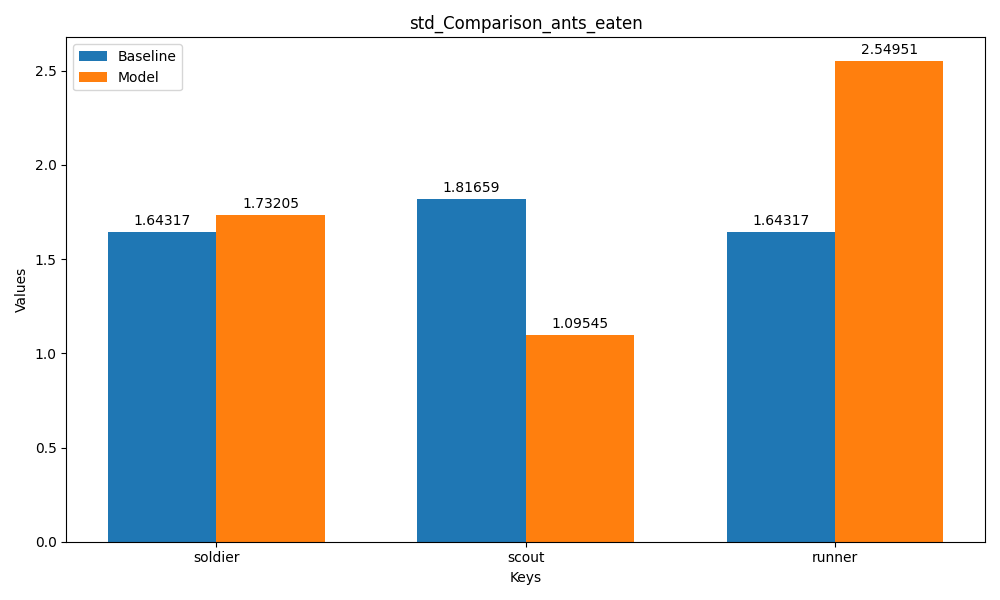 std_Comparison_ants_eaten
Baseline
Model
2.54951
1.81659
1.73205
1.64317
1.64317
1.09545
Values
2.5
2.0
1.5
1.0
0.5
0.0
soldier
scout
runner
Keys